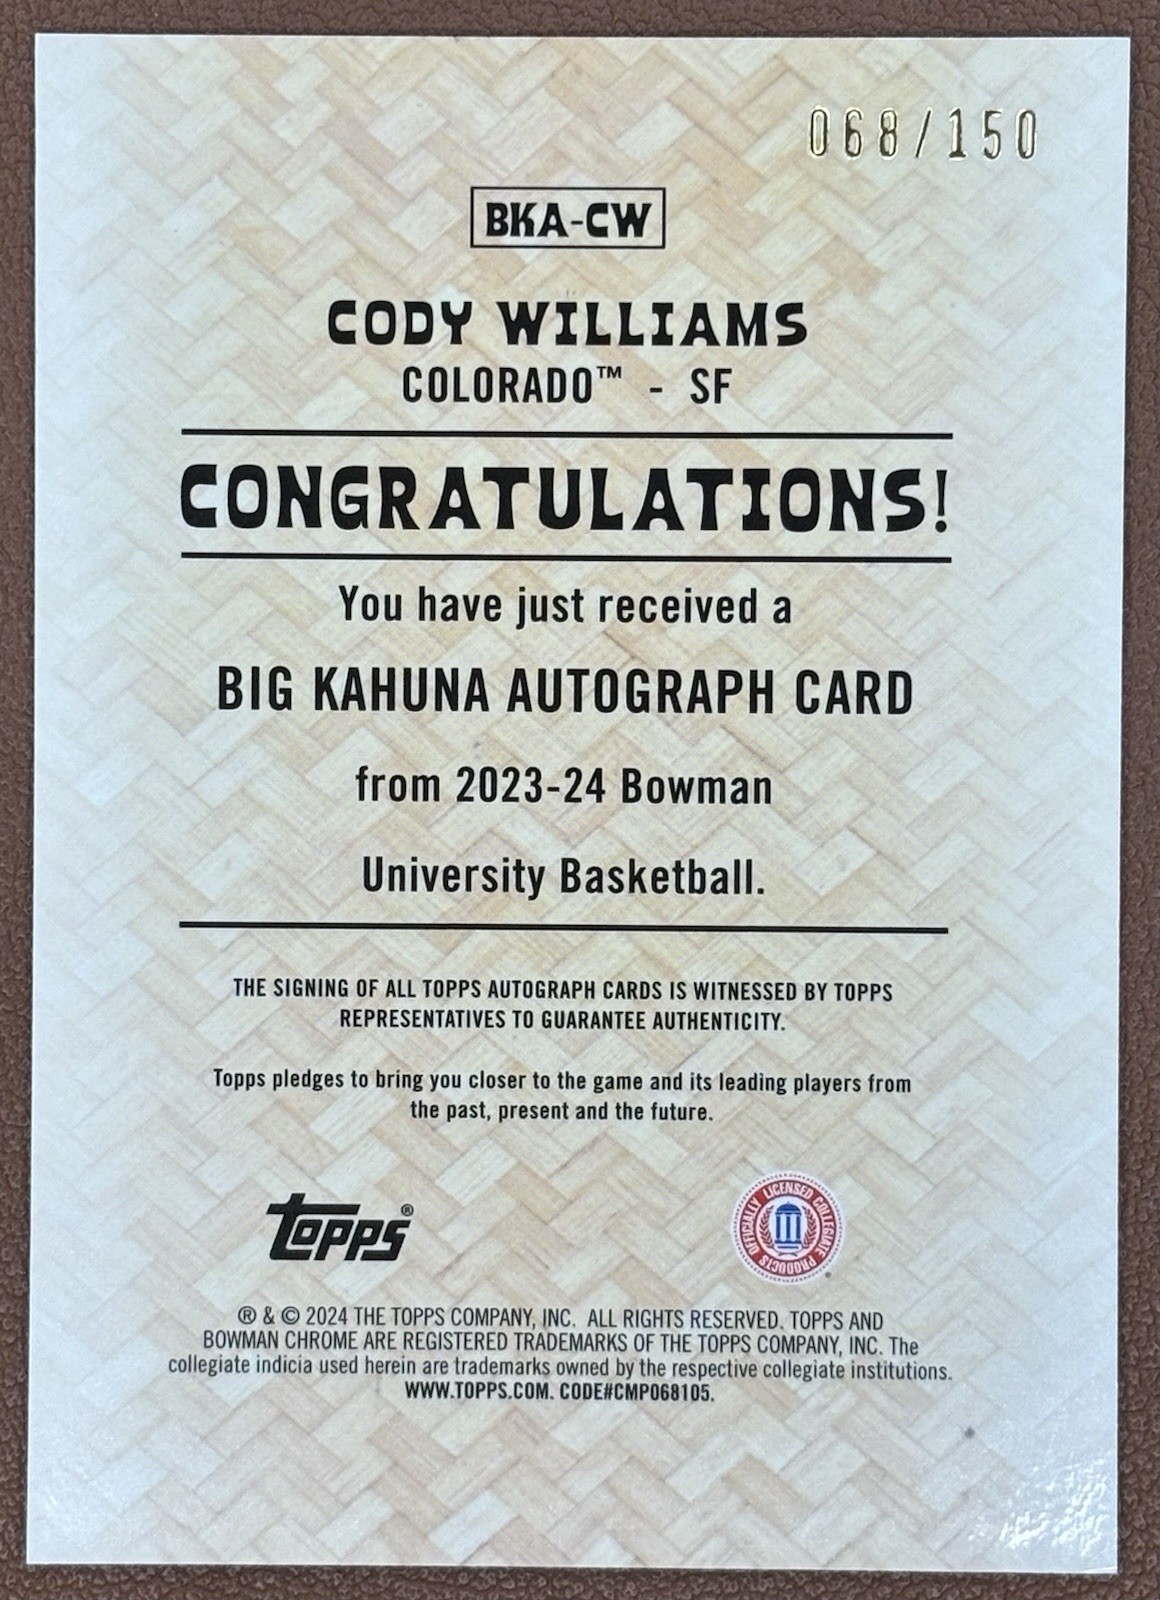 068/150
BKA-CW
CODY WILLIAMS
COLORADO™ - SF
CONGRATULATIONS!
You have just received a
BIG KAHUNA AUTOGRAPH CARD
from 2023-24 Bowman
University Basketball.
THE SIGNING OF ALL TOPPS AUTOGRAPH CARDS IS WITNESSED BY TOPPS
REPRESENTATIVES TO GUARANTEE AUTHENTICITY.
Topps pledges to bring you closer to the game and its leading players from
the past, present and the future.
TOPPS®
OFFICIALLY LICENSED COLLEGIATE PRODUCTS
® & © 2024 THE TOPPS COMPANY, INC. ALL RIGHTS RESERVED. TOPPS AND
BOWMAN CHROME ARE REGISTERED TRADEMARKS OF THE TOPPS COMPANY, INC. The
collegiate indicia used herein are trademarks owned by the respective collegiate institutions.
WWW.TOPPS.COM. CODE#CMP068105.